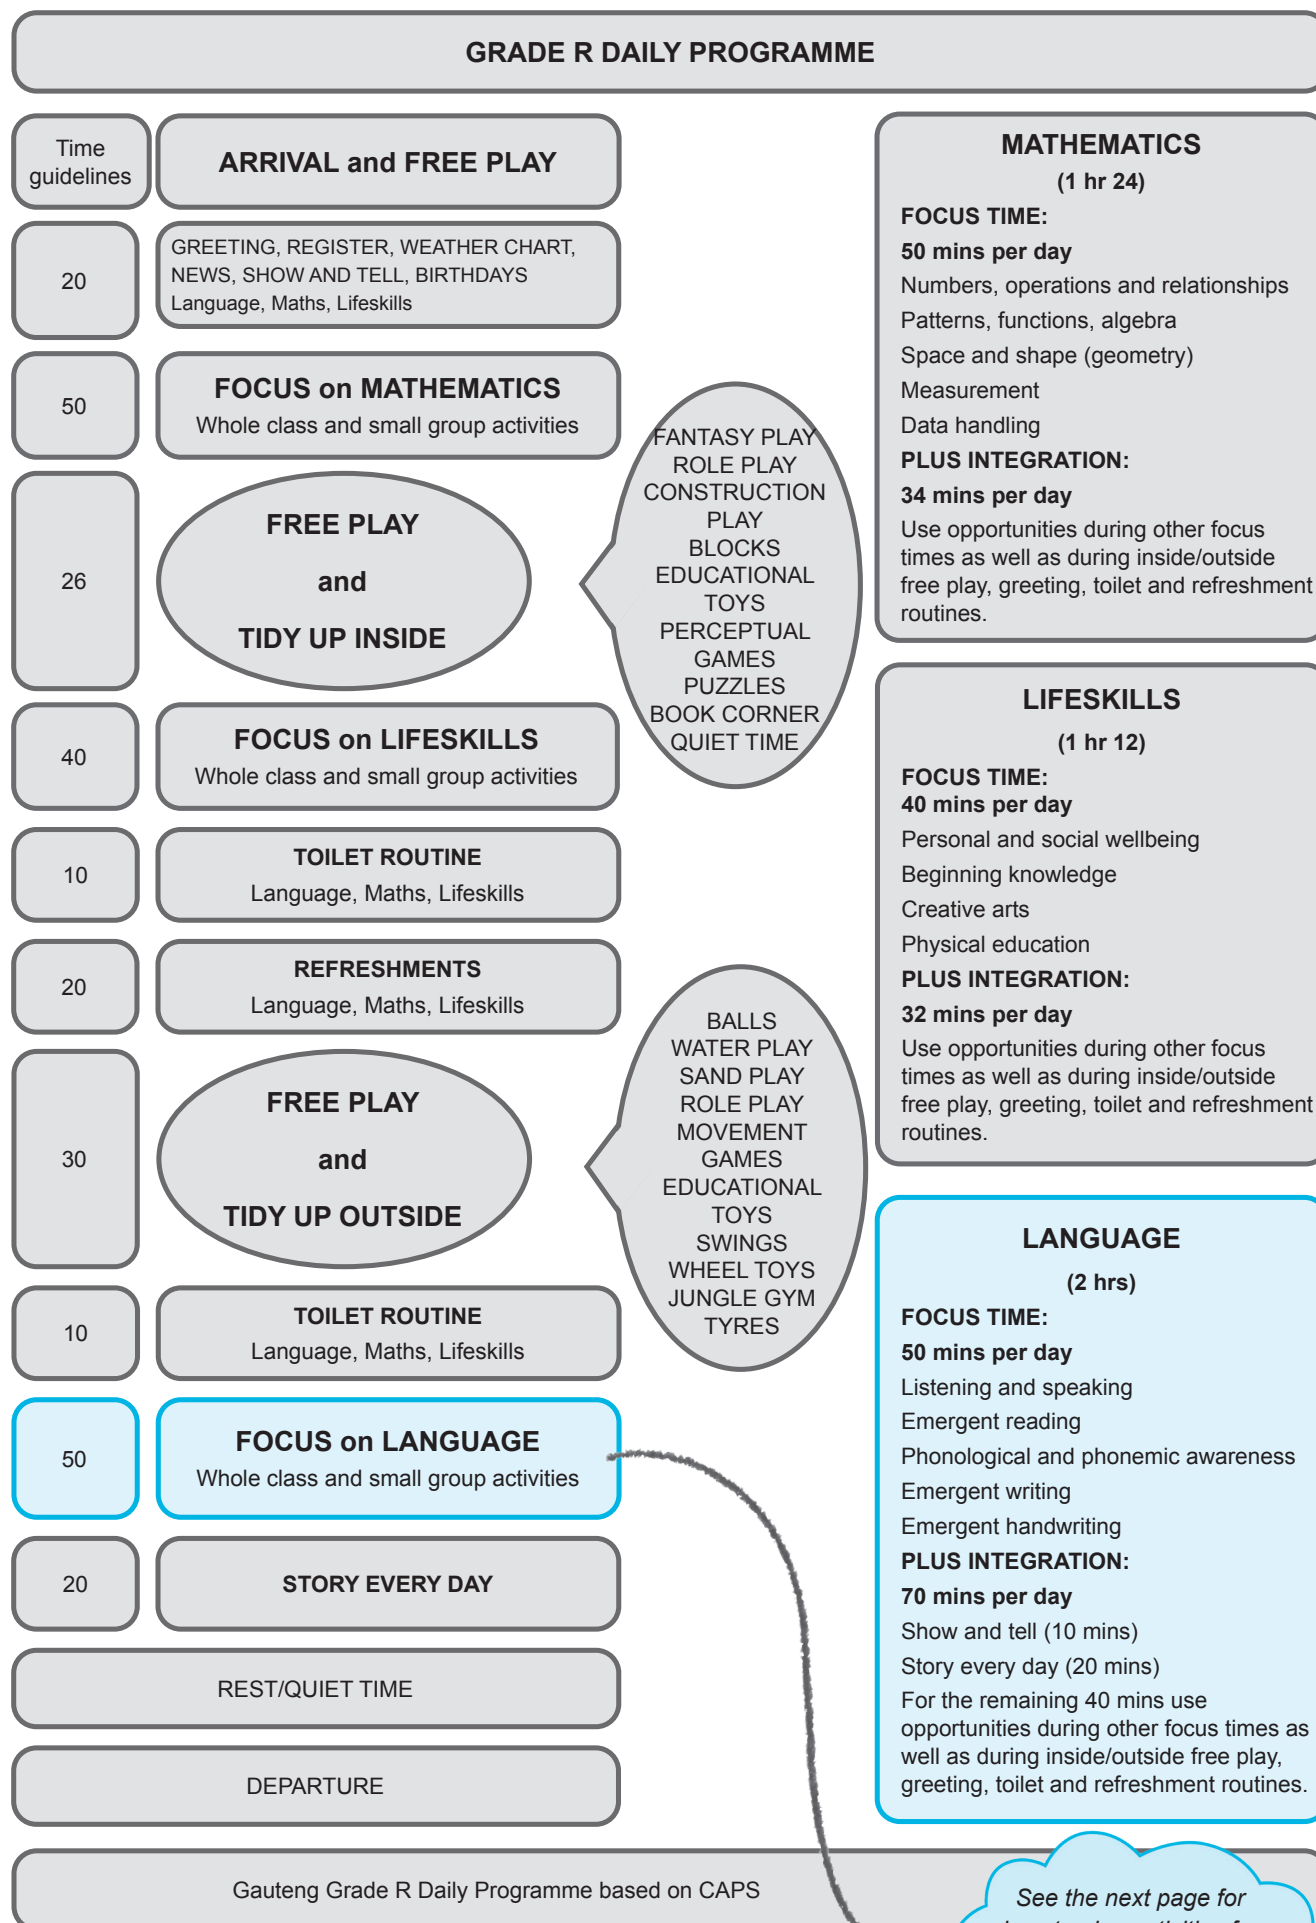 GRADE R DAILY PROGRAMME
Time
guidelines
ARRIVAL and FREE PLAY
20
GREETING, REGISTER, WEATHER CHART,
NEWS, SHOW AND TELL, BIRTHDAYS
Language, Maths, Lifeskills
50
FOCUS on MATHEMATICS
Whole class and small group activities
26
FREE PLAY
and
TIDY UP INSIDE
FANTASY PLAY
ROLE PLAY
CONSTRUCTION
PLAY
BLOCKS
EDUCATIONAL
TOYS
PERCEPTUAL
GAMES
PUZZLES
BOOK CORNER
QUIET TIME
40
FOCUS on LIFESKILLS
Whole class and small group activities
10
TOILET ROUTINE
Language, Maths, Lifeskills
20
REFRESHMENTS
Language, Maths, Lifeskills
30
FREE PLAY
and
TIDY UP OUTSIDE
BALLS
WATER PLAY
SAND PLAY
ROLE PLAY
MOVEMENT
GAMES
EDUCATIONAL
TOYS
SWINGS
WHEEL TOYS
JUNGLE GYM
TYRES
10
TOILET ROUTINE
Language, Maths, Lifeskills
50
FOCUS on LANGUAGE
Whole class and small group activities
20
STORY EVERY DAY
REST/QUIET TIME
DEPARTURE
MATHEMATICS
(1 hr 24)
FOCUS TIME:
50 mins per day
Numbers, operations and relationships
Patterns, functions, algebra
Space and shape (geometry)
Measurement
Data handling
PLUS INTEGRATION:
34 mins per day
Use opportunities during other focus
times as well as during inside/outside
free play, greeting, toilet and refreshment
routines.
LIFESKILLS
(1 hr 12)
FOCUS TIME:
40 mins per day
Personal and social wellbeing
Beginning knowledge
Creative arts
Physical education
PLUS INTEGRATION:
32 mins per day
Use opportunities during other focus
times as well as during inside/outside
free play, greeting, toilet and refreshment
routines.
LANGUAGE
(2 hrs)
FOCUS TIME:
50 mins per day
Listening and speaking
Emergent reading
Phonological and phonemic awareness
Emergent writing
Emergent handwriting
PLUS INTEGRATION:
70 mins per day
Show and tell (10 mins)
Story every day (20 mins)
For the remaining 40 mins use
opportunities during other focus times as
well as during inside/outside free play,
greeting, toilet and refreshment routines.
Gauteng Grade R Daily Programme based on CAPS
See the next page for